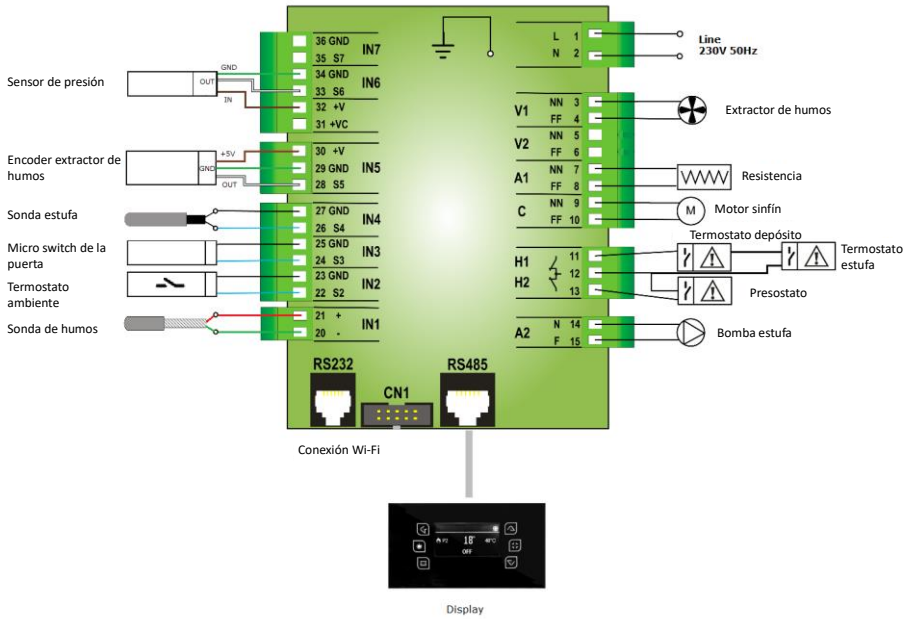 Sensor de presión
GND
OUT
IN
Encoder extractor de
humos
+5V
GND
OUT
Sonda estufa
Micro switch de la
puerta
Termostato
ambiente
Sonda de humos
36 GND
35 S7
IN7
34 GND
33 S6
IN6
32 +V
31 +VC
30 +V
29 GND
28 S5
IN5
27 GND
26 S4
IN4
25 GND
24 S3
IN3
23 GND
22 S2
IN2
21 +
20 -
IN1
L 1
N 2
Line
230V 50Hz
V1
NN 3
FF 4
Extractor de humos
V2
NN 5
FF 6
A1
NN 7
FF 8
Resistencia
C
NN 9
FF 10
M
Motor sinfín
Termostato depósito
Termostato
estufa
H1
H2
11
12
13
Presostato
A2
N 14
F 15
Bomba estufa
RS232
CN1
RS485
Conexión Wi-Fi
18°
OFF
Display